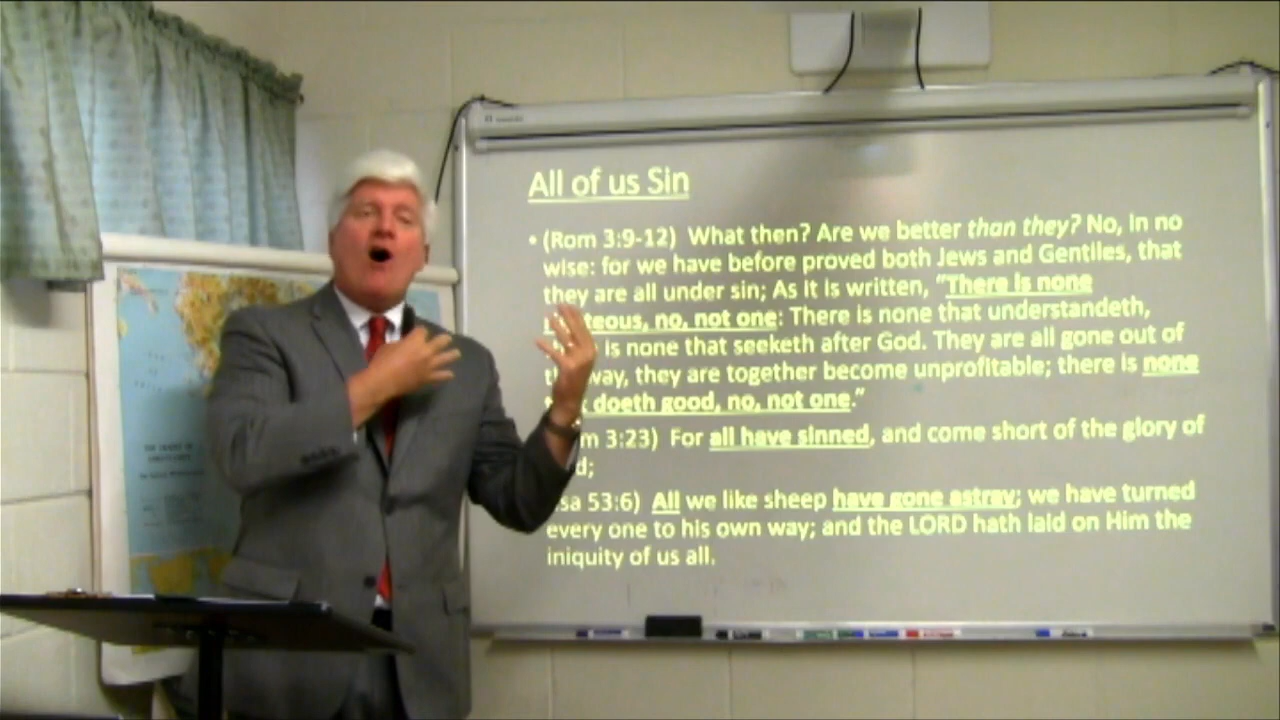 All of us Sin
• (Rom 3:9-12) What then? Are we better than they? No, in no
wise: for we have before proved both Jews and Gentiles, that
they are all under sin; As it is written, "There is none
teous, no, not one: There is none that understandeth,
is none that seeketh after God. They are all gone out of
way, they are together become unprofitable; there is none
doeth good, no, not one."
m 3:23) For all have sinned, and come short of the glory of
d;
sa 53:6) All we like sheep have gone astray; we have turned
every one to his own way; and the LORD hath laid on Him the
iniquity of us all.